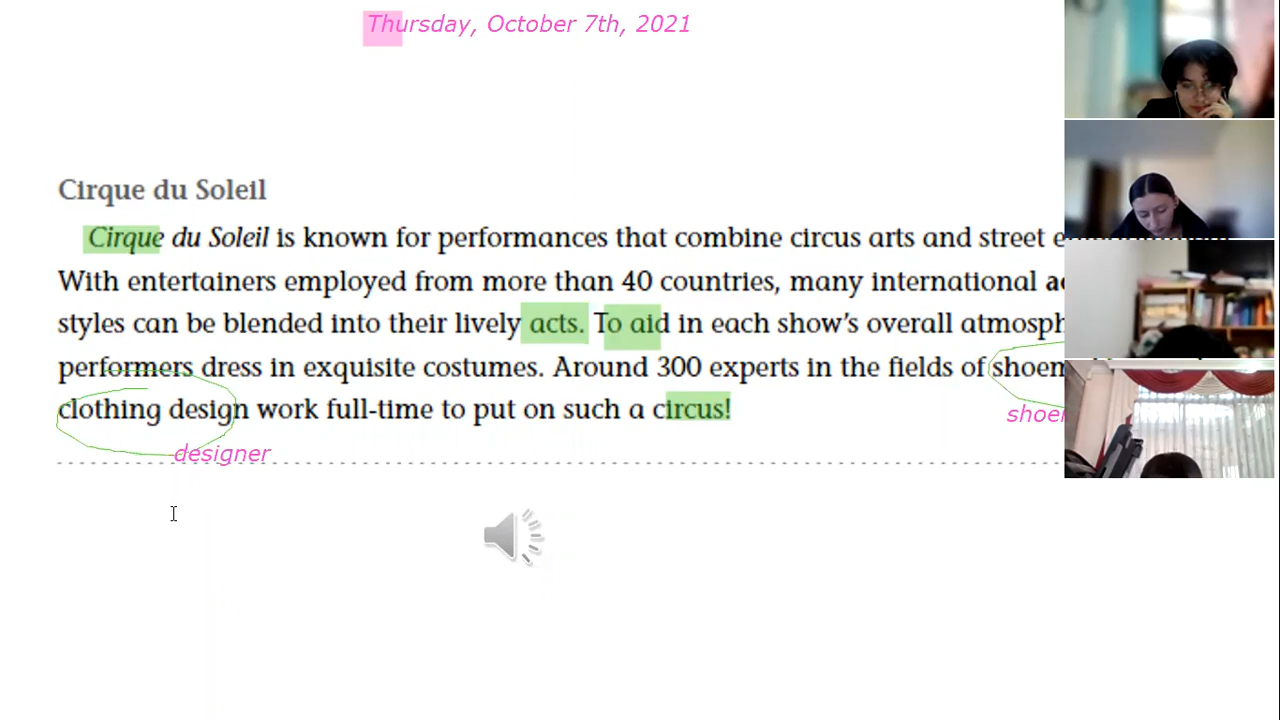 Thursday, October 7th, 2021
Cirque du Soleil
Cirque du Soleil is known for performances that combine circus arts and street
With entertainers employed from more than 40 countries, many international
styles can be blended into their lively acts. To aid in each show's overall
performers dress in exquisite costumes. Around 300 experts in the fields of
clothing design work full-time to put on such a circus!
designer